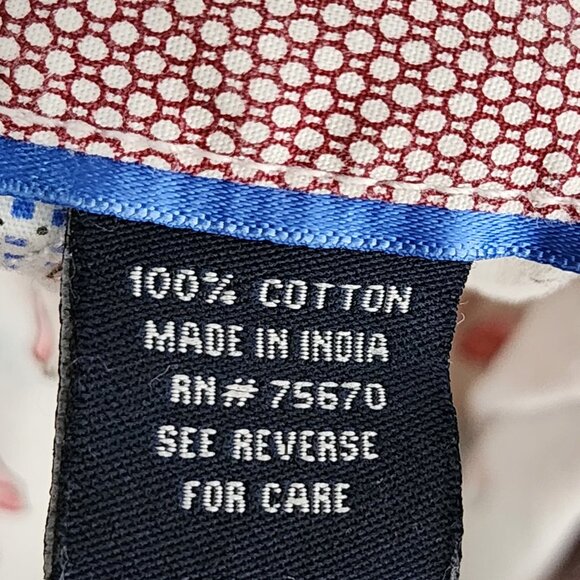 100% COTTON
MADE IN INDIA
RN# 75670
SEE REVERSE
FOR CARE